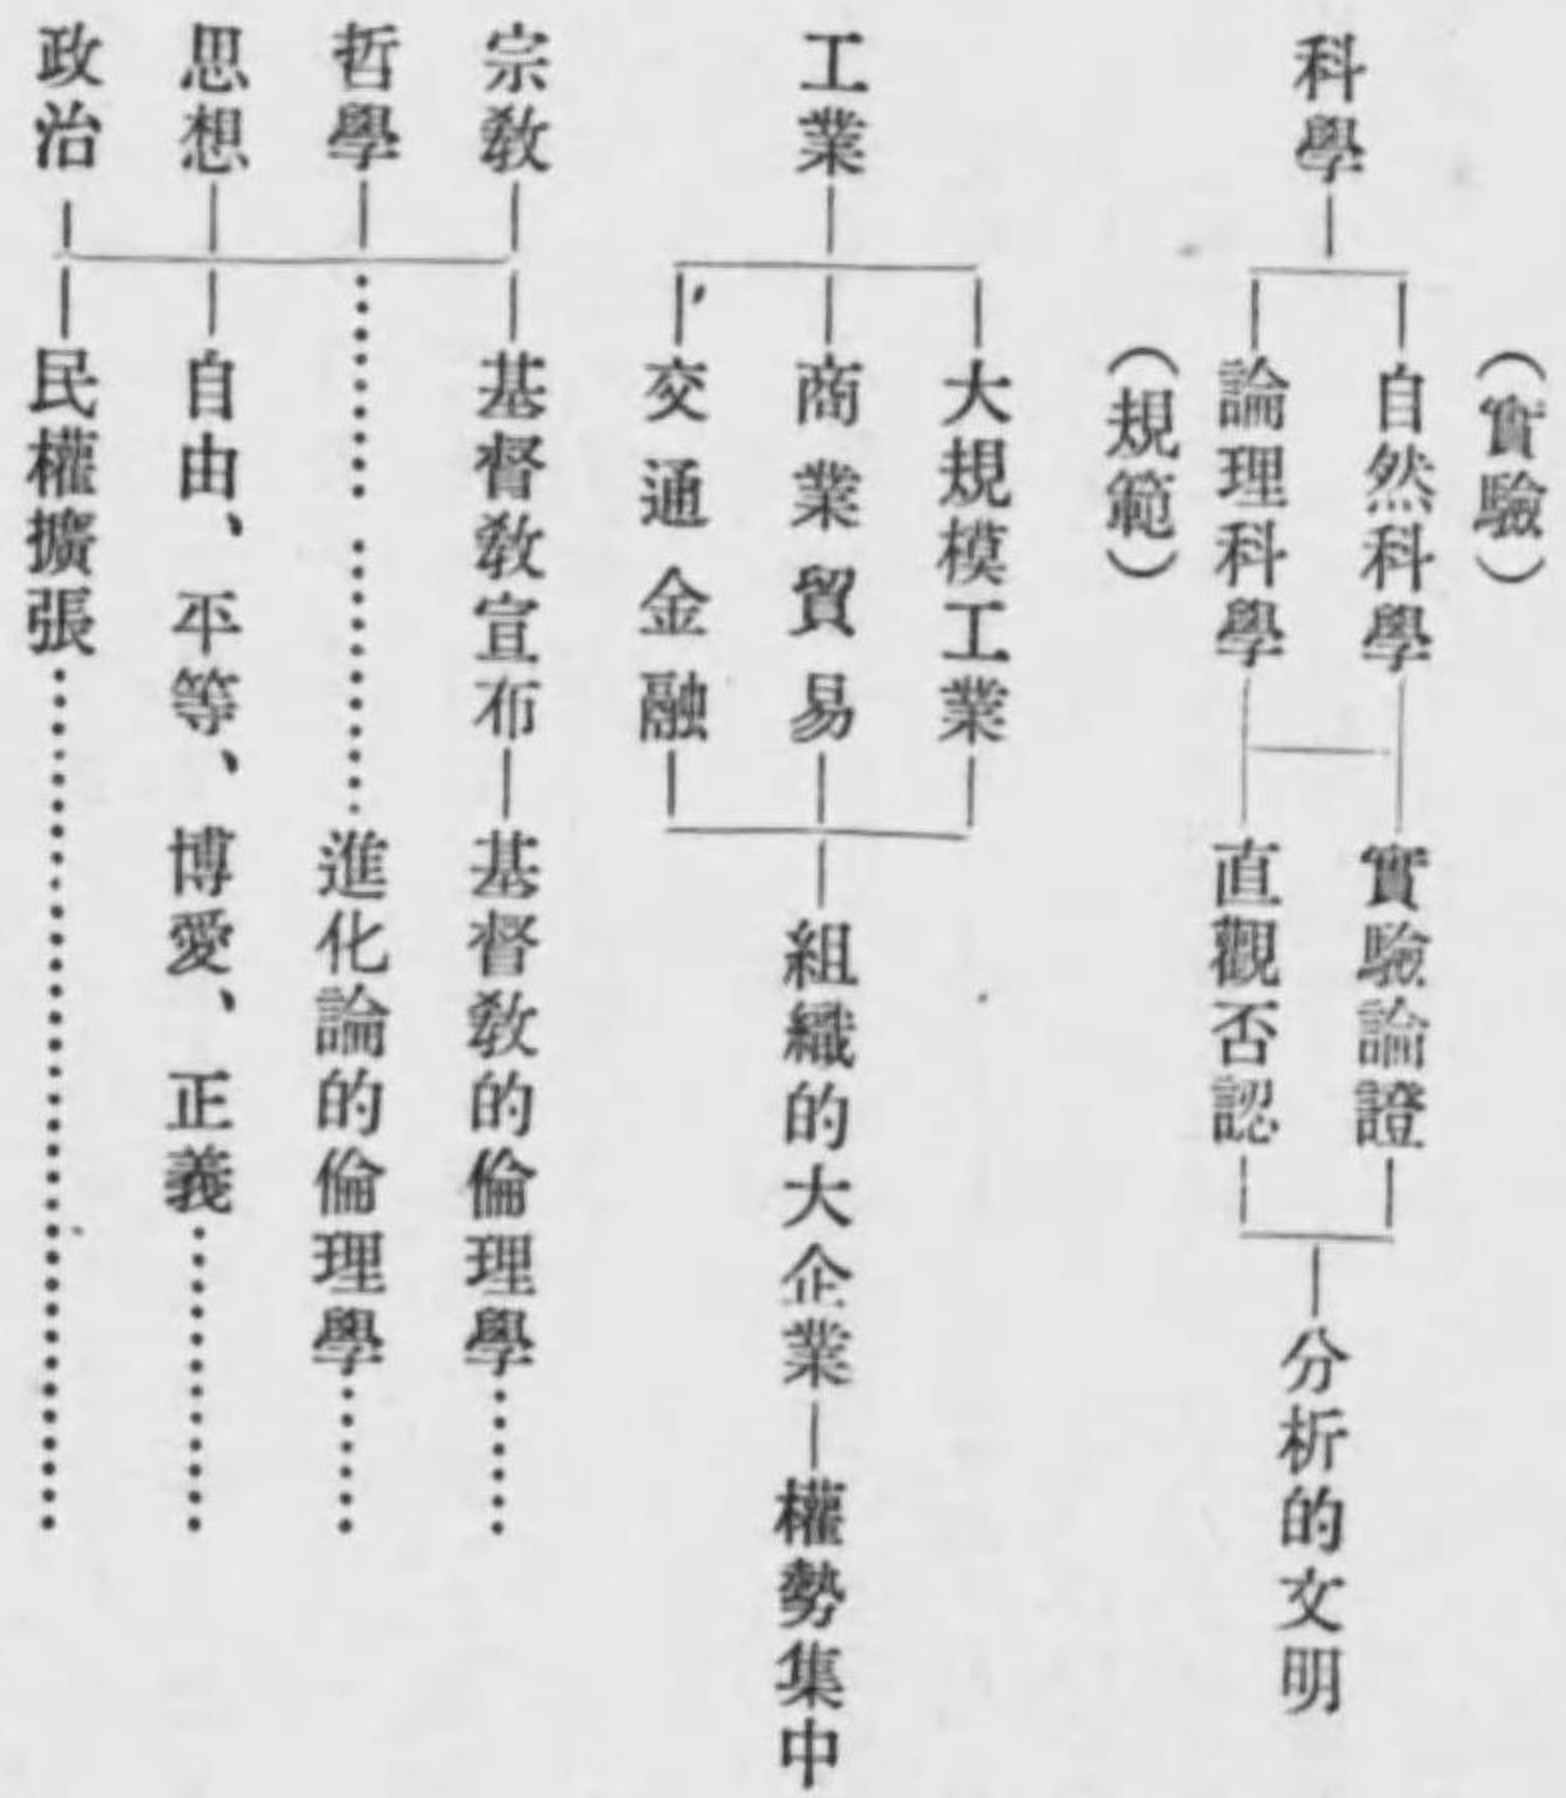 科學
（實驗）
自然科學
論理科學
（規範）
實驗論證
直觀否認
分析的文明
工業
大規模工業
商業貿易
交通金融
組織的大企業
權勢集中
宗敎
基督敎宣布
基督敎的倫理學……
哲學
…………進化論的倫理學……
思想
自由、平等、博愛、正義…………
政治
民權擴張………………………………